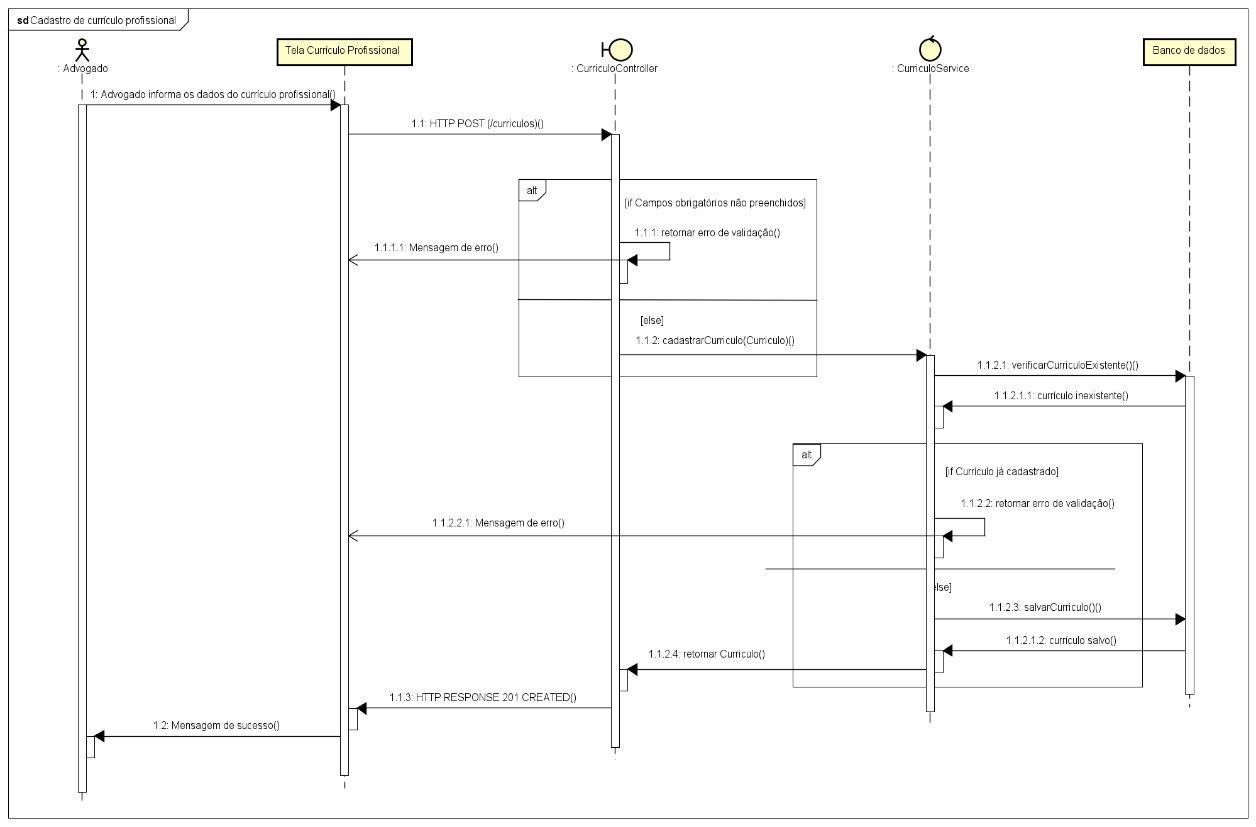 sd Cadastro de currículo profissional
: Advogado
Tela Currículo Profissional
: CurriculoController
: CurriculoService
Banco de dados
1: Advogado informa os dados do currículo profissional()
1.1: HTTP POST (/curriculos)()
alt
[if Campos obrigatórios não preenchidos]
1.1.1: retornar erro de validação()
1.1.1.1: Mensagem de erro()
[else]
1.1.2: cadastrarCurriculo(Curriculo)()
1.1.2.1: verificarCurriculoExistente()()
1.1.2.1.1: currículo inexistente()
alt
[if Currículo já cadastrado]
1.1.2.2: retornar erro de validação()
1.1.2.2.1: Mensagem de erro()
else]
1.1.2.3: salvarCurriculo()()
1.1.2.1.2: currículo salvo()
1.1.2.4: retornar Curriculo()
1.1.3: HTTP RESPONSE 201 CREATED()
1.2: Mensagem de sucesso()